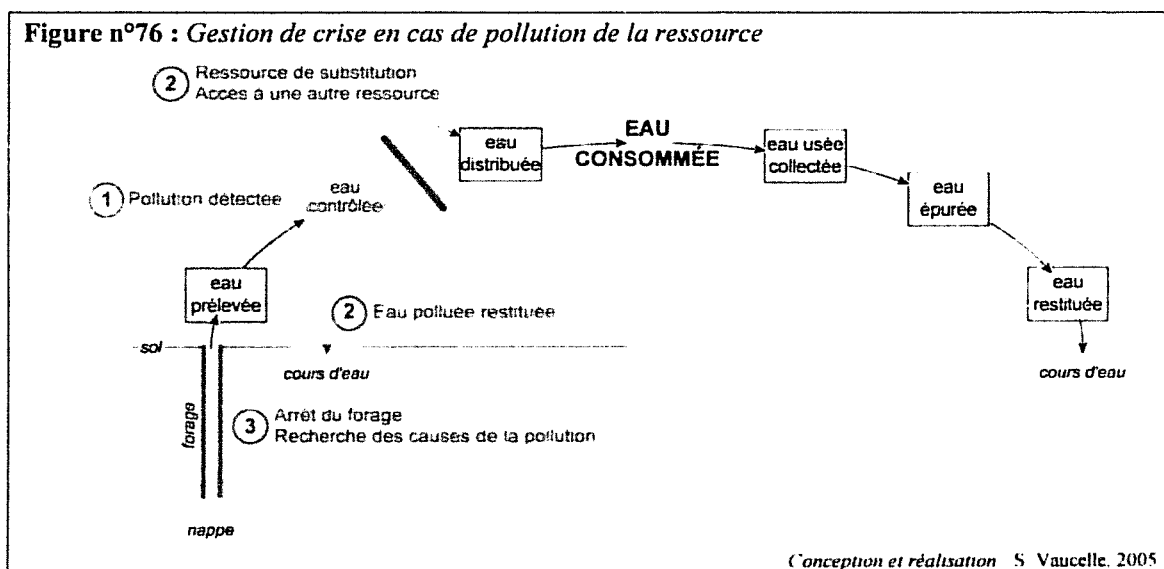 Figure n°76 : Gestion de crise en cas de pollution de la ressource
2 Ressource de substitution
Accès à une autre ressource
eau
distribuée
EAU
CONSOMMÉE
eau usée
collectée
1 Pollution détectée
eau
contrôlée
eau
épurée
eau
prélevée
2 Eau polluée restituée
eau
restituée
sol
cours d'eau
cours d'eau
forage
3 Arrêt du forage
Recherche des causes de la pollution
nappe
Conception et réalisation S. Vaucelle, 2005